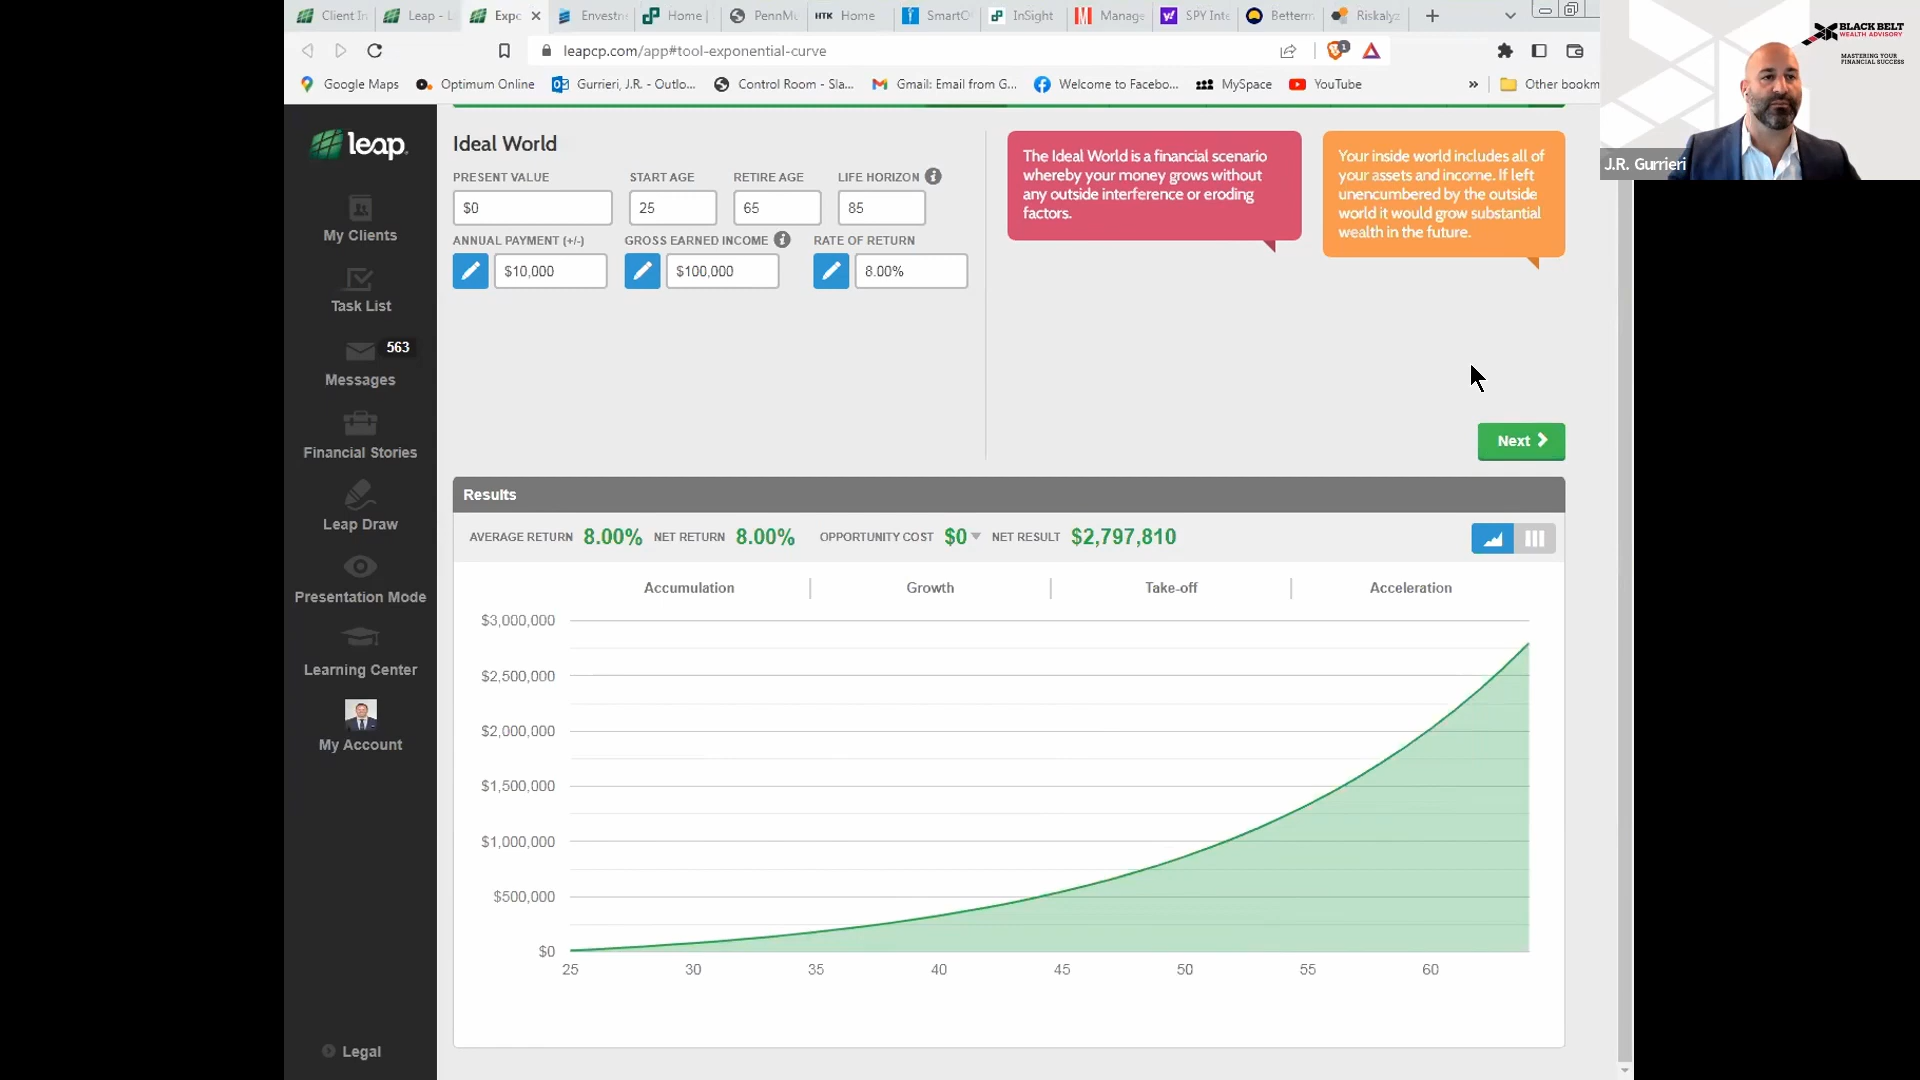 Client In
Leap - L
Expo
Envestne
Home |
PennMu
HTK Home
SmartO
InSight
Manage
SPY Inte
Betterm
Riskalyz
leapcp.com/app#tool-exponential-curve
Google Maps
Optimum Online
Gurrieri, J.R. - Outlo...
Control Room - Sla...
Gmail: Email from G...
Welcome to Facebo...
MySpace
YouTube
»
Other bookm
BLACK BELT
WEALTH ADVISORY
MASTERING YOUR
FINANCIAL SUCCESS
J.R. Gurrieri
leap
My Clients
Task List
563
Messages
Financial Stories
Leap Draw
Presentation Mode
Learning Center
My Account
Legal
Ideal World
PRESENT VALUE START AGE RETIRE AGE LIFE HORIZON
$0 25 65 85
ANNUAL PAYMENT (+/-) GROSS EARNED INCOME RATE OF RETURN
$10,000 $100,000 8.00%
The Ideal World is a financial scenario
whereby your money grows without
any outside interference or eroding
factors.
Your inside world includes all of
your assets and income. If left
unencumbered by the outside
world it would grow substantial
wealth in the future.
Next
Results
AVERAGE RETURN 8.00% NET RETURN 8.00% OPPORTUNITY COST $0 NET RESULT $2,797,810
Accumulation Growth Take-off Acceleration
$3,000,000
$2,500,000
$2,000,000
$1,500,000
$1,000,000
$500,000
$0
25 30 35 40 45 50 55 60